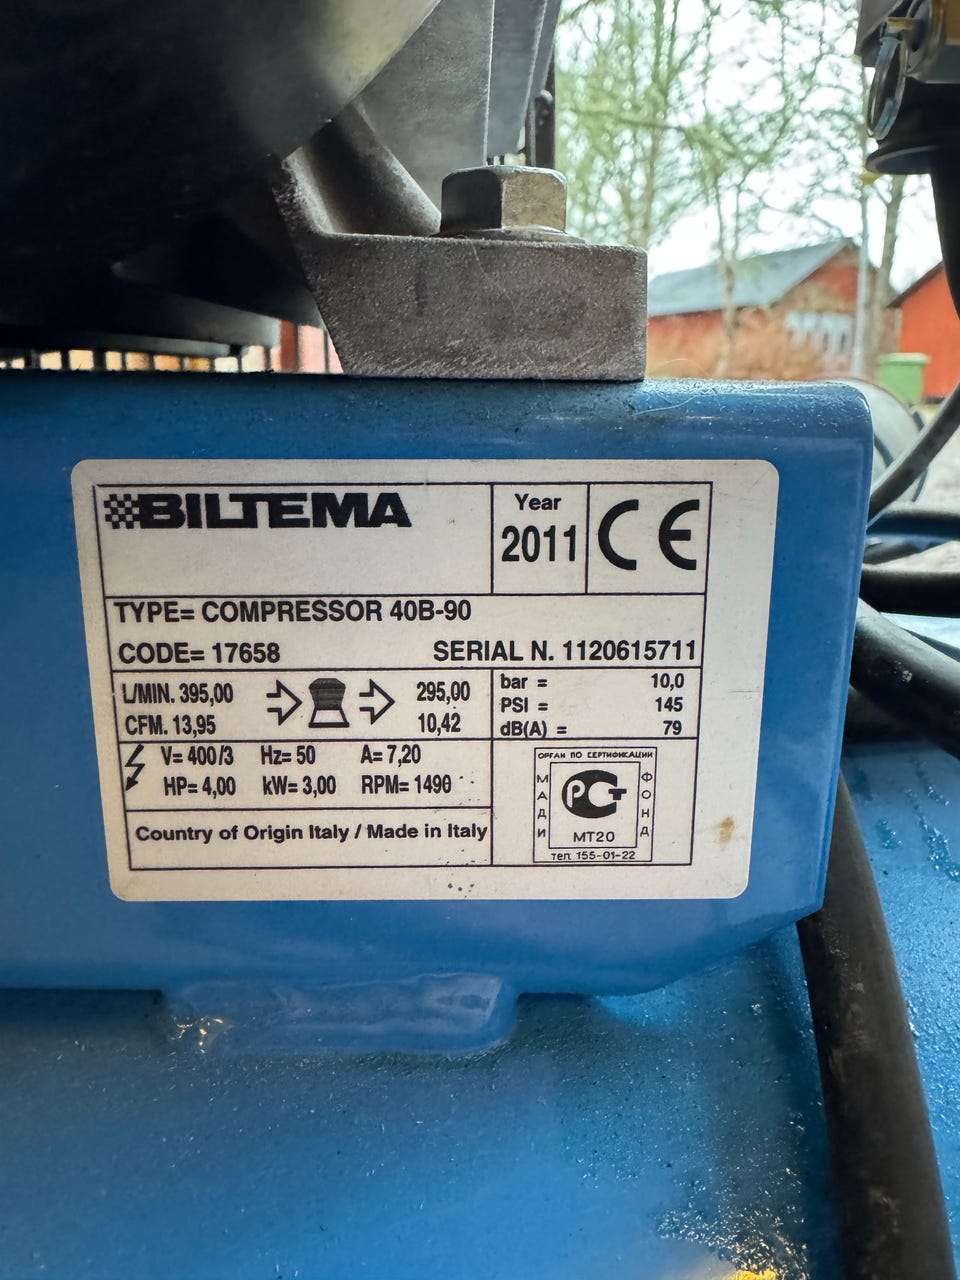 BILTEMA
Year
2011
CE
TYPE= COMPRESSOR 40B-90
CODE= 17658 SERIAL N. 1120615711
L/MIN. 395,00 295,00
CFM. 13,95 10,42
bar = 10,0
PSI = 145
dB(A) = 79
V= 400/3 Hz= 50 A= 7,20
HP= 4,00 kW= 3,00 RPM= 1490
Country of Origin Italy / Made in Italy
ОРГАН ПО СЕРТИФИКАЦИИ
МАДИ
ФОНД
РСТ
МТ20
тел. 155-01-22